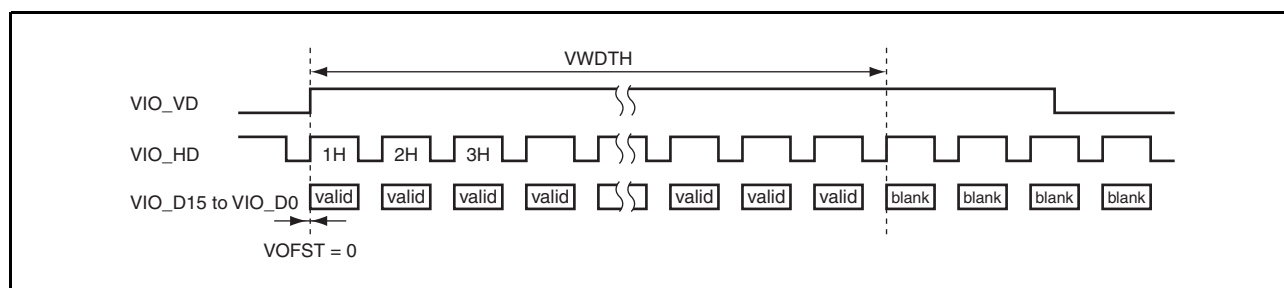 VWDTH
VIO_VD
VIO_HD 1H 2H 3H
VIO_D15 to VIO_D0 valid valid valid valid valid valid valid blank blank blank blank
VOFST = 0